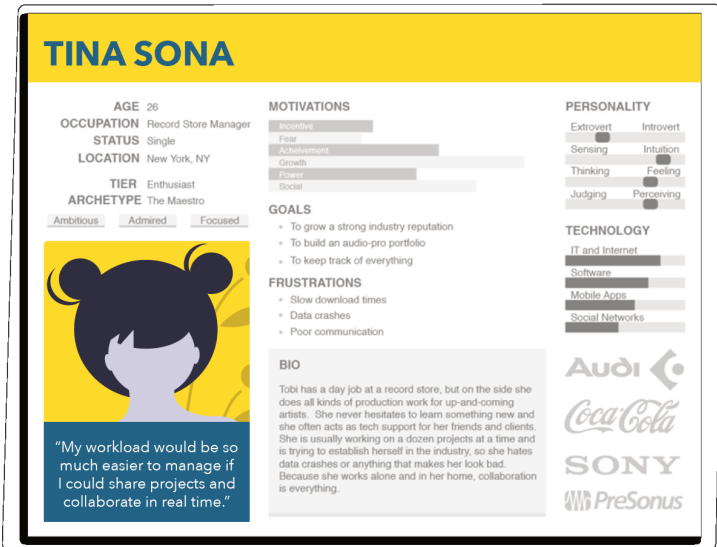 TINA SONA
AGE 26
OCCUPATION Record Store Manager
STATUS Single
LOCATION New York, NY
TIER Enthusiast
ARCHETYPE The Maestro
Ambitious Admired Focused
"My workload would be so
much easier to manage if
I could share projects and
collaborate in real time."
MOTIVATIONS
Incentive
Fear
Acheivement
Growth
Power
Social
GOALS
To grow a strong industry reputation
To build an audio-pro portfolio
To keep track of everything
FRUSTRATIONS
Slow download times
Data crashes
Poor communication
BIO
Tobi has a day job at a record store, but on the side she
does all kinds of production work for up-and-coming
artists. She never hesitates to learn something new and
she often acts as tech support for her friends and clients.
She is usually working on a dozen projects at a time and
is trying to establish herself in the industry, so she hates
data crashes or anything that makes her look bad.
Because she works alone and in her home, collaboration
is everything.
PERSONALITY
Extrovert Introvert
Sensing Intuition
Thinking Feeling
Judging Perceiving
TECHNOLOGY
IT and Internet
Software
Mobile Apps
Social Networks
Audi
Coca-Cola
SONY
PreSonus